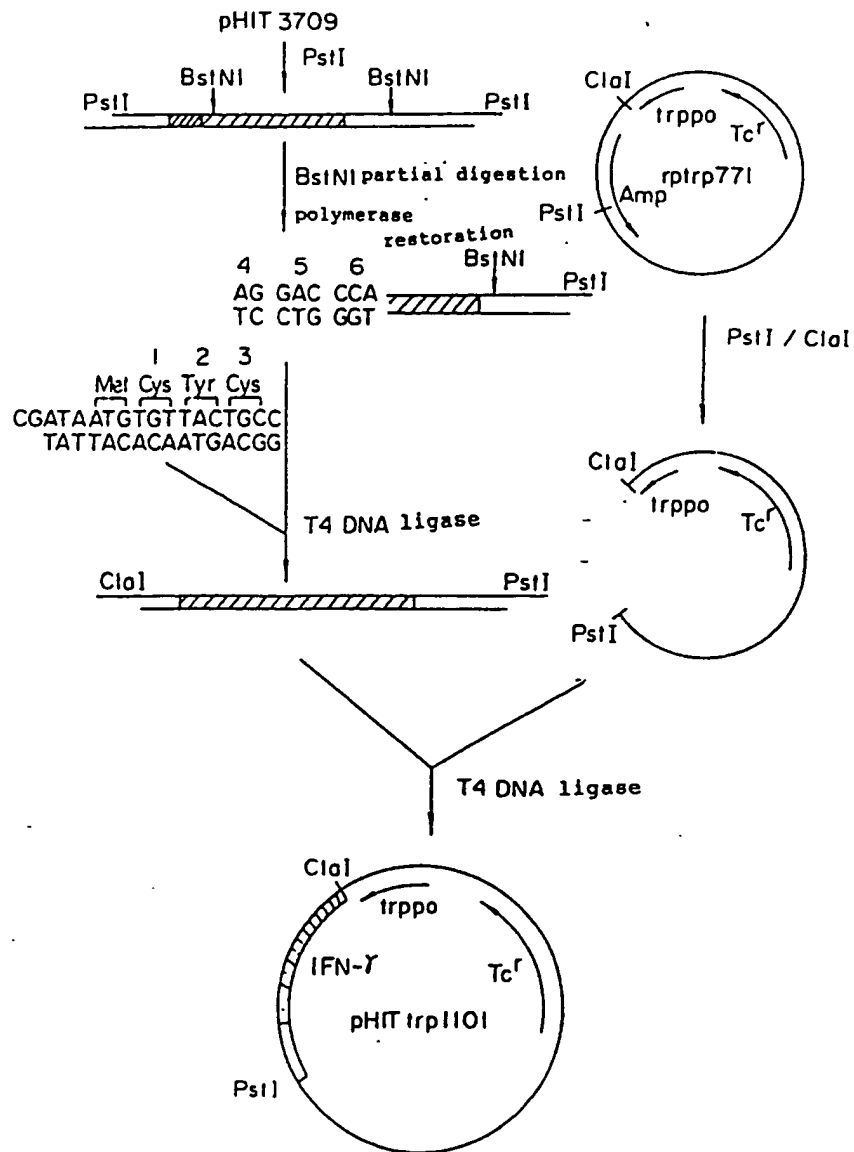 pHIT 3709
PstI
BstNI
BstNI
PstI
PstI
BstNI partial digestion
polymerase
restoration
ClaI
trppo
Tcr
rptrp771
Amp
PstI
4 5 6
AG GAC CCA
TC CTG GGT
BstNI
PstI
PstI / ClaI
1 2 3
Met Cys Tyr Cys
CGATAATGTGTTACTGCC
TATTACACAATGACGG
T4 DNA ligase
ClaI
PstI
ClaI
trppo
Tcr
PstI
T4 DNA ligase
ClaI
trppo
IFN-γ
Tcr
pHIT trp1101
PstI